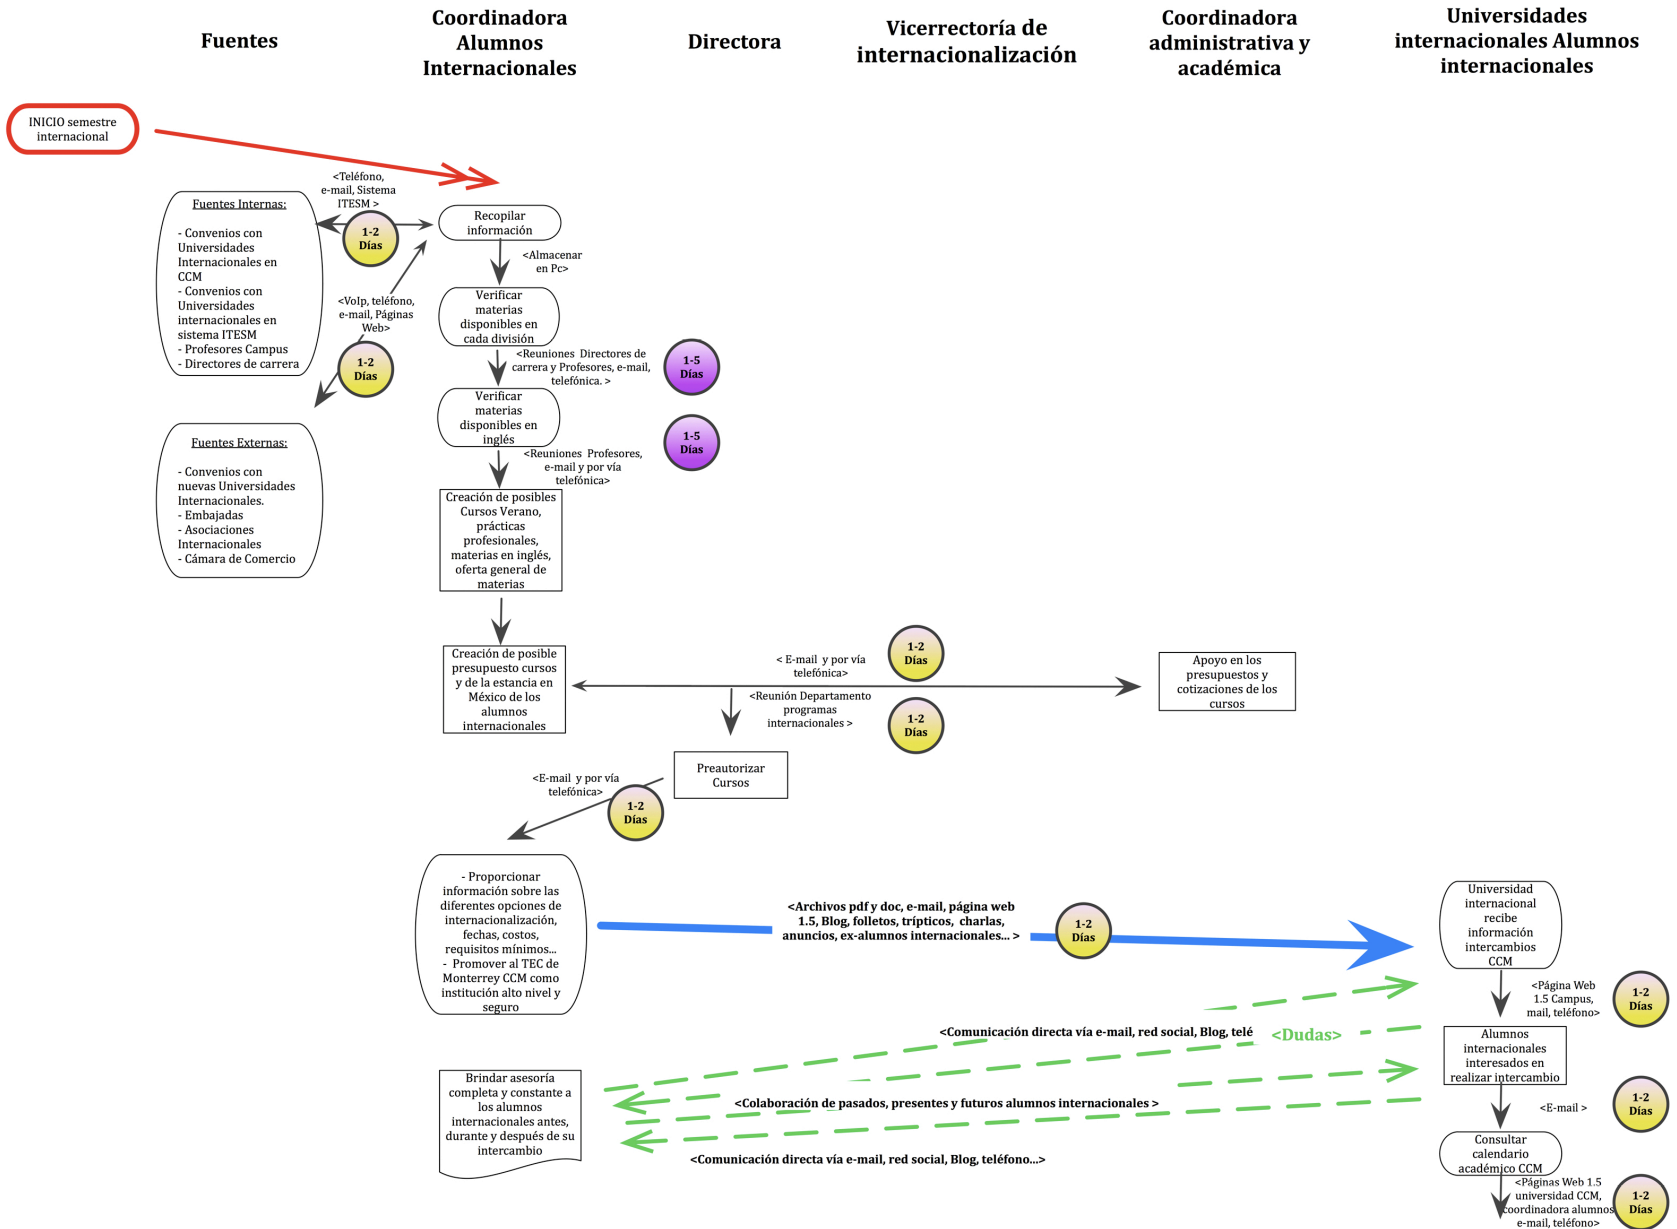 Fuentes
Coordinadora
Alumnos
Internacionales
Directora
Vicerrectoría de
internacionalización
Coordinadora
administrativa y
académica
Universidades
internacionales Alumnos
internacionales
INICIO semestre
internacional
<Teléfono,
e-mail, Sistema
ITESM >
Fuentes Internas:
- Convenios con
Universidades
Internacionales en
CCM
- Convenios con
Universidades
internacionales en
sistema ITESM
- Profesores Campus
- Directores de carrera
1-2
Días
Recopilar
información
<Almacenar
en Pc>
<VoIp, teléfono,
e-mail, Páginas
Web>
1-2
Días
Verificar
materias
disponibles en
cada división
<Reuniones  Directores de
carrera y Profesores, e-mail,
telefónica. >
1-5
Días
Verificar
materias
disponibles en
inglés
1-5
Días
<Reuniones  Profesores,
e-mail y por vía
telefónica>
Fuentes Externas:
- Convenios con
nuevas Universidades
Internacionales.
- Embajadas
- Asociaciones
Internacionales
- Cámara de Comercio
Creación de posibles
Cursos Verano,
prácticas
profesionales,
materias en inglés,
oferta general de
materias
Creación de posible
presupuesto cursos
y de la estancia en
México de los
alumnos
internacionales
< E-mail  y por vía
telefónica>
1-2
Días
Apoyo en los
presupuestos y
cotizaciones de los
cursos
<Reunión Departamento
programas
internacionales >
1-2
Días
Preautorizar
Cursos
<E-mail  y por vía
telefónica>
1-2
Días
- Proporcionar
información sobre las
diferentes opciones de
internacionalización,
fechas, costos,
requisitos mínimos...
-  Promover al TEC de
Monterrey CCM como
institución alto nivel y
seguro
<Archivos pdf y doc, e-mail, página web
1.5, Blog, folletos, trípticos,  charlas,
anuncios, ex-alumnos internacionales... >
1-2
Días
Universidad
internacional
recibe
información
intercambios
CCM
<Página Web
1.5 Campus,
mail, teléfono>
1-2
Días
<Comunicación directa vía e-mail, red social, Blog, telé
<Dudas>
Alumnos
internacionales
interesados en
realizar intercambio
Brindar asesoría
completa y constante a
los alumnos
internacionales antes,
durante y después de su
intercambio
<Colaboración de pasados, presentes y futuros alumnos internacionales >
<E-mail >
1-2
Días
<Comunicación directa vía e-mail, red social, Blog, teléfono...>
Consultar
calendario
académico CCM
<Páginas Web 1.5
universidad CCM,
coordinadora alumnos
e-mail, teléfono>
1-2
Días